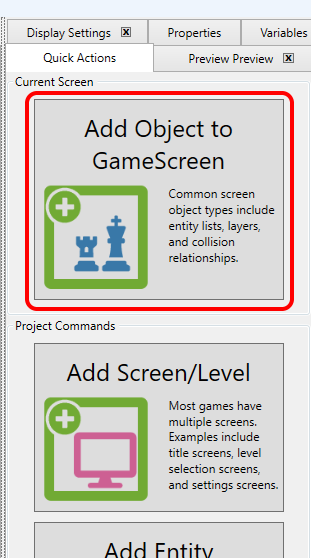 Display Settings Properties Variables
Quick Actions Preview Preview
Current Screen
Add Object to
GameScreen
Common screen
object types include
entity lists, layers,
and collision
relationships.
Project Commands
Add Screen/Level
Most games have
multiple screens.
Examples include
title screens, level
selection screens,
and settings screens.
Add Entity